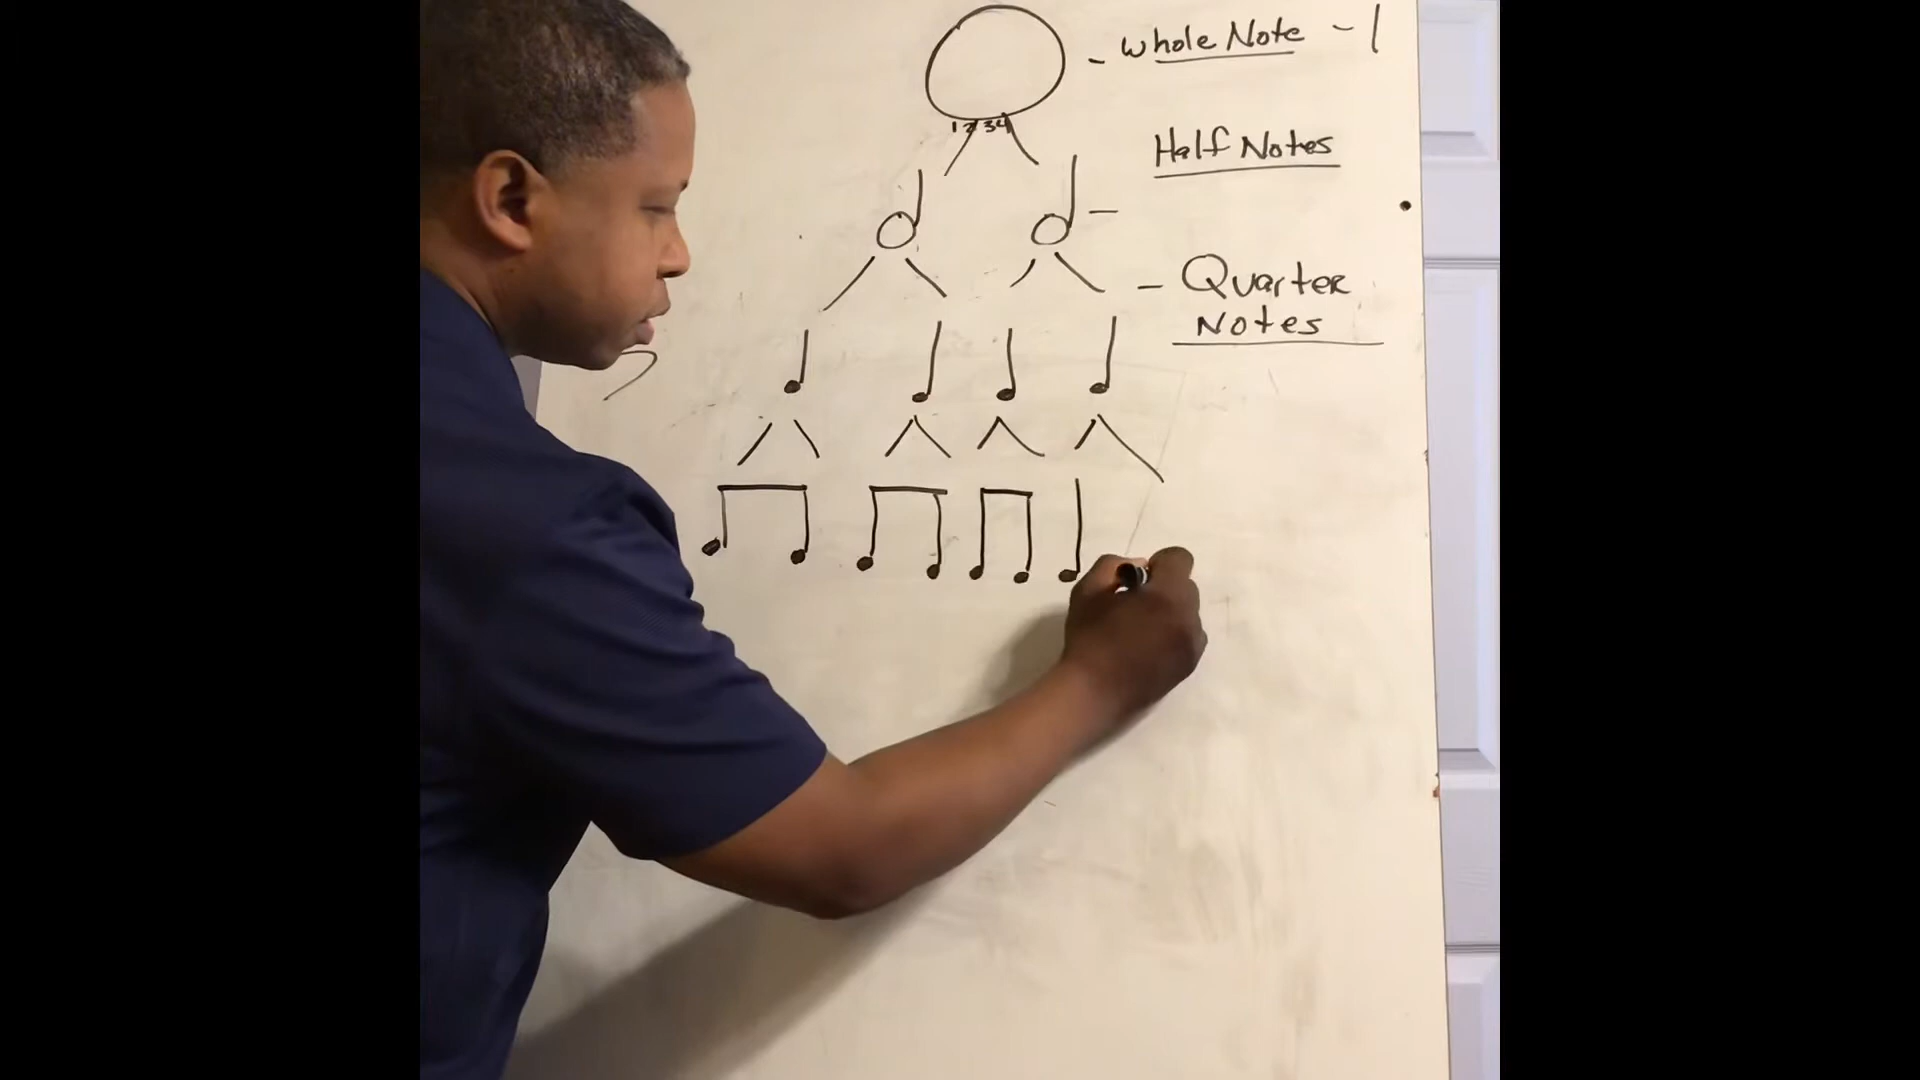 - Whole Note - 1
1 2 3 4
Half Notes
- Quarter
Notes